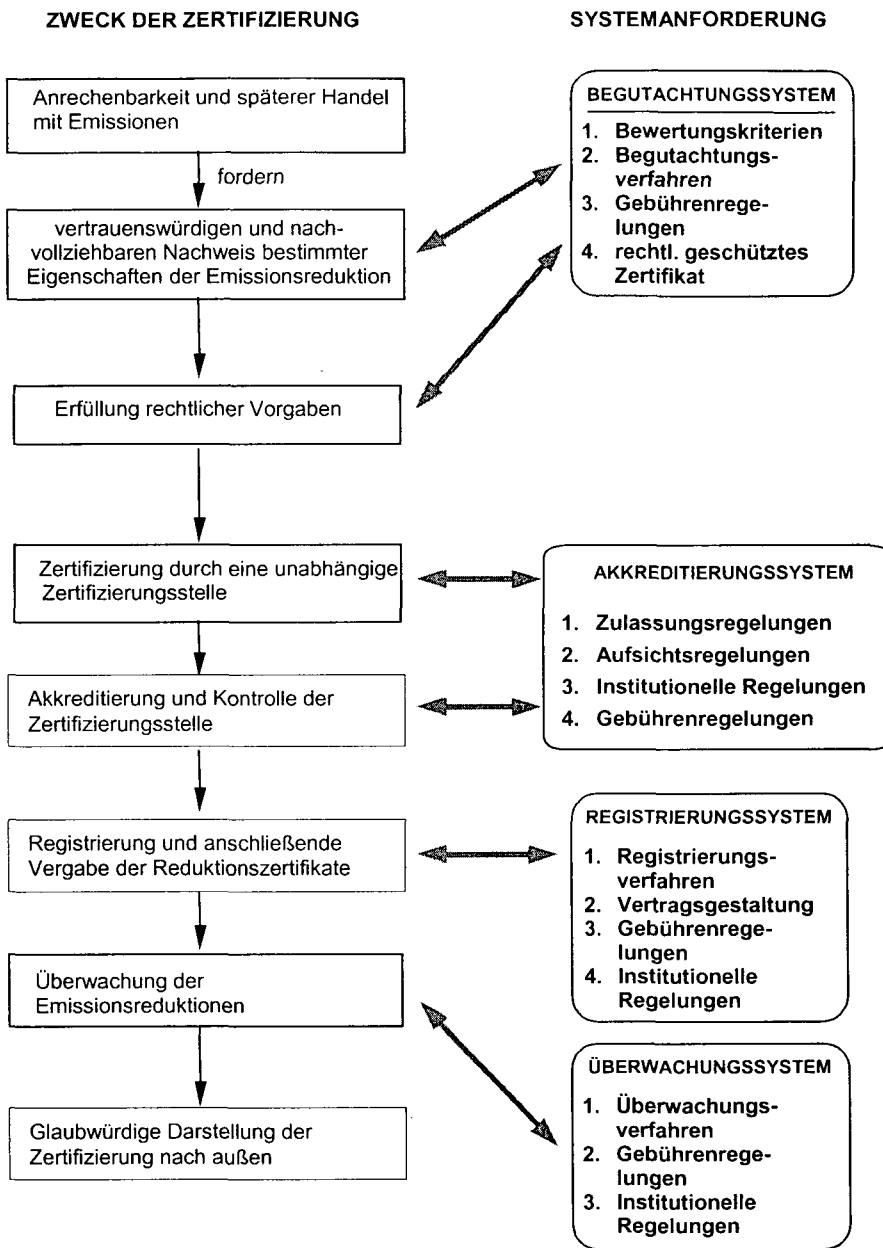 ZWECK DER ZERTIFIZIERUNG
SYSTEMANFORDERUNG
Anrechenbarkeit und späterer Handel
mit Emissionen
fordern
vertrauenswürdigen und nach-
vollziehbaren Nachweis bestimmter
Eigenschaften der Emissionsreduktion
Erfüllung rechtlicher Vorgaben
Zertifizierung durch eine unabhängige
Zertifizierungsstelle
Akkreditierung und Kontrolle der
Zertifizierungsstelle
Registrierung und anschließende
Vergabe der Reduktionszertifikate
Überwachung der
Emissionsreduktionen
Glaubwürdige Darstellung der
Zertifizierung nach außen
BEGUTACHTUNGSSYSTEM
1. Bewertungskriterien
2. Begutachtungs-
verfahren
3. Gebührenrege-
lungen
4. rechtl. geschütztes
Zertifikat
AKKREDITIERUNGSSYSTEM
1. Zulassungsregelungen
2. Aufsichtsregelungen
3. Institutionelle Regelungen
4. Gebührenregelungen
REGISTRIERUNGSSYSTEM
1. Registrierungs-
verfahren
2. Vertragsgestaltung
3. Gebührenrege-
lungen
4. Institutionelle
Regelungen
ÜBERWACHUNGSSYSTEM
1. Überwachungs-
verfahren
2. Gebührenrege-
lungen
3. Institutionelle
Regelungen